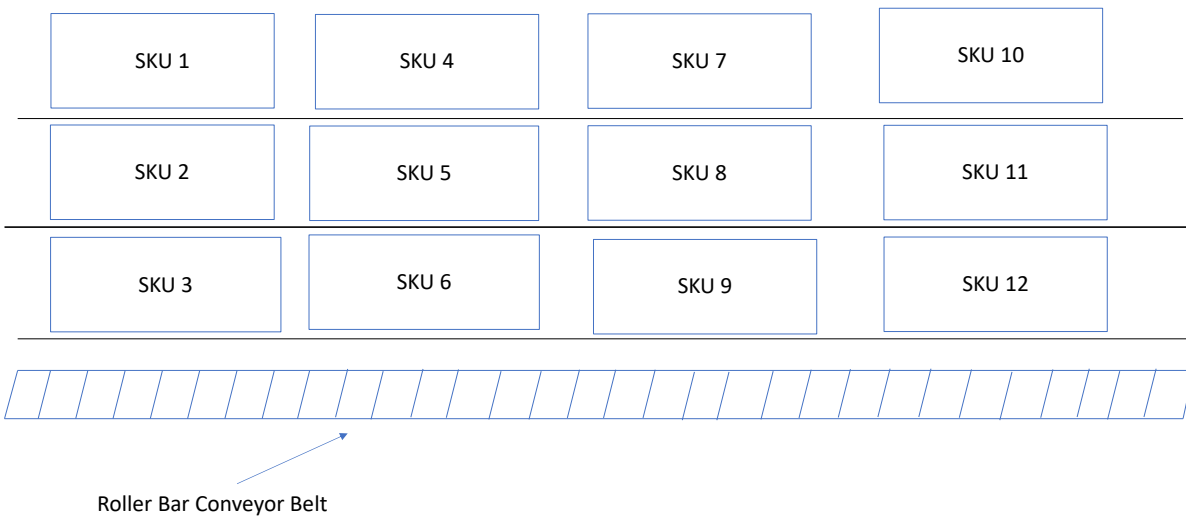 SKU 1
SKU 4
SKU 7
SKU 10
SKU 2
SKU 5
SKU 8
SKU 11
SKU 3
SKU 6
SKU 9
SKU 12
Roller Bar Conveyor Belt